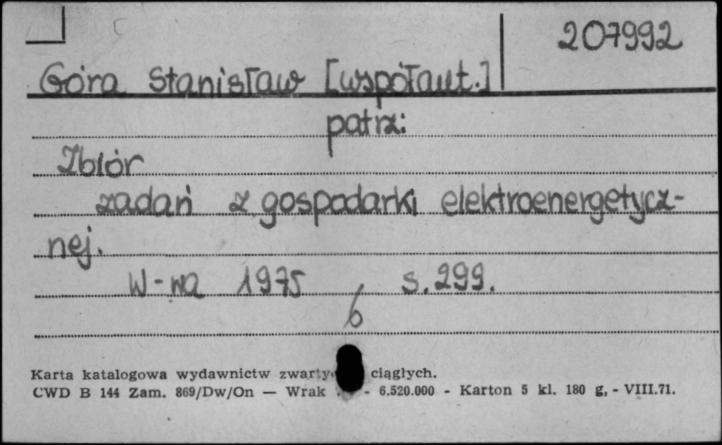 207992
Góra Stanisław [współaut.]
patrz:
Zbiór
zadań z gospodarki elektroenergetycz-
nej.
W-wa 1975 s. 299.
6
Karta katalogowa wydawnictw ciągłych.
CWD B 144 Zam. 869/Dw/On — Wrak - 6.520.000 - Karton 5 kl. 180 g. - VIII.71.